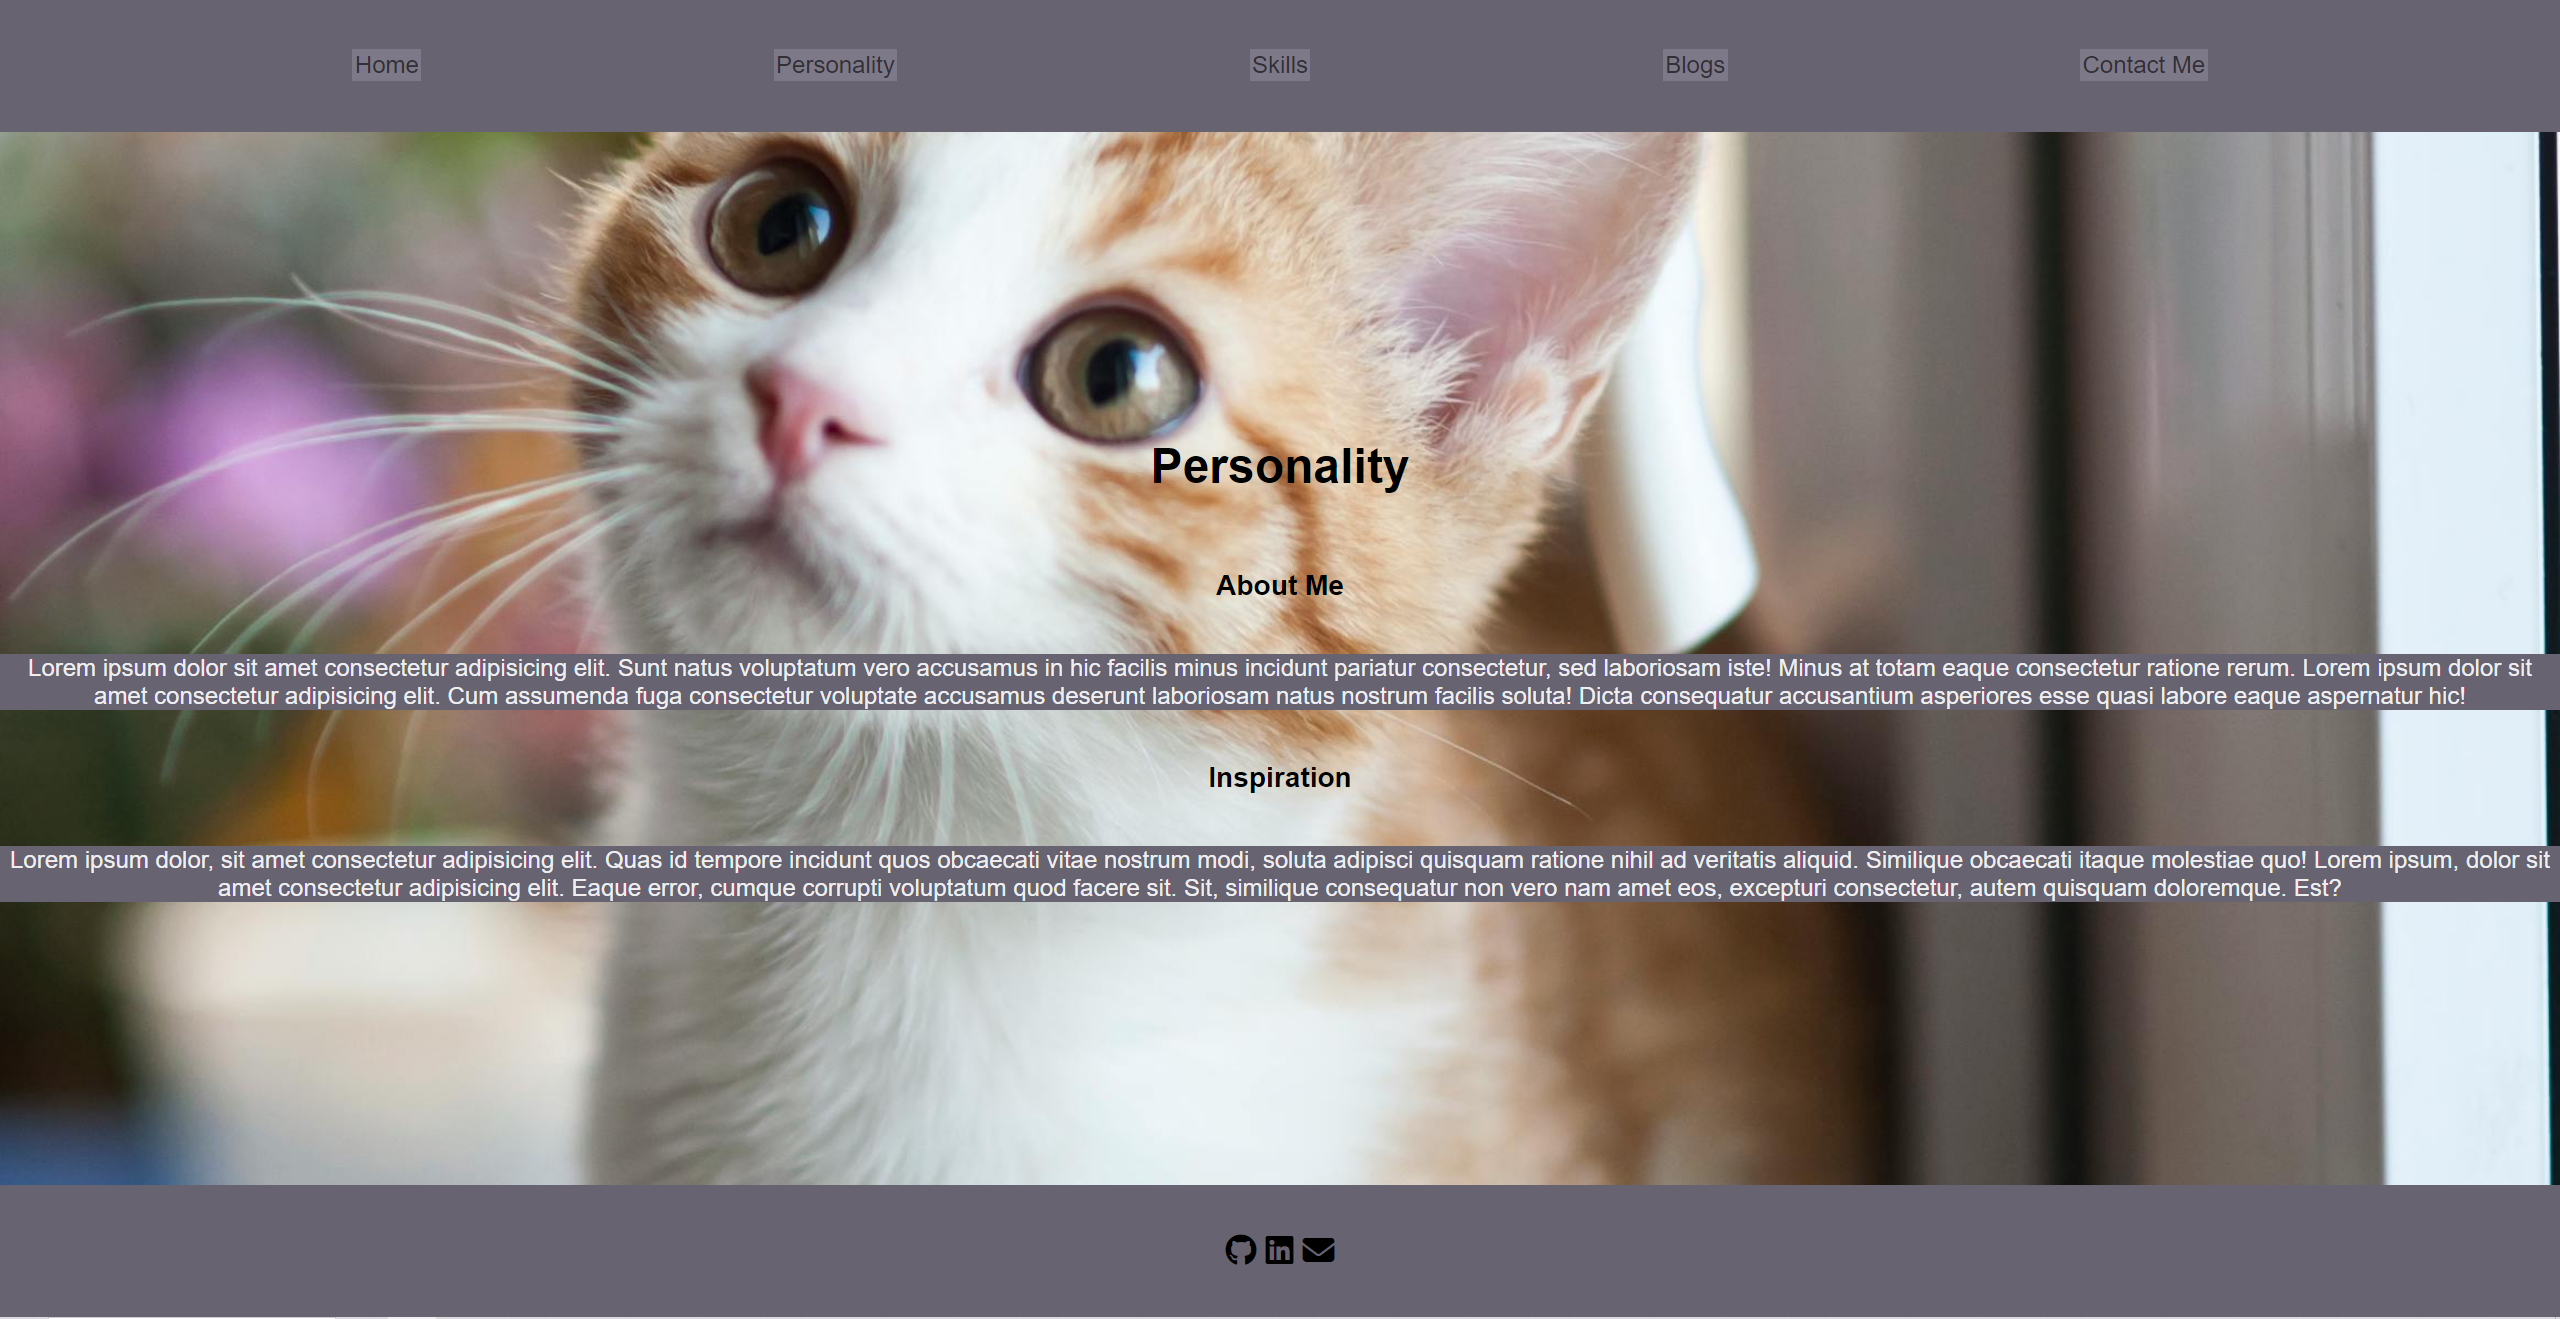 Home Personality Skills Blogs Contact Me
Personality
About Me
Lorem ipsum dolor sit amet consectetur adipisicing elit. Sunt natus voluptatum vero accusamus in hic facilis minus incidunt pariatur consectetur, sed laboriosam iste! Minus at totam eaque consectetur ratione rerum. Lorem ipsum dolor sit
amet consectetur adipisicing elit. Cum assumenda fuga consectetur voluptate accusamus deserunt laboriosam natus nostrum facilis soluta! Dicta consequatur accusantium asperiores esse quasi labore eaque aspernatur hic!
Inspiration
Lorem ipsum dolor, sit amet consectetur adipisicing elit. Quas id tempore incidunt quos obcaecati vitae nostrum modi, soluta adipisci quisquam ratione nihil ad veritatis aliquid. Similique obcaecati itaque molestiae quo! Lorem ipsum, dolor sit
amet consectetur adipisicing elit. Eaque error, cumque corrupti voluptatum quod facere sit. Sit, similique consequatur non vero nam amet eos, excepturi consectetur, autem quisquam doloremque. Est?